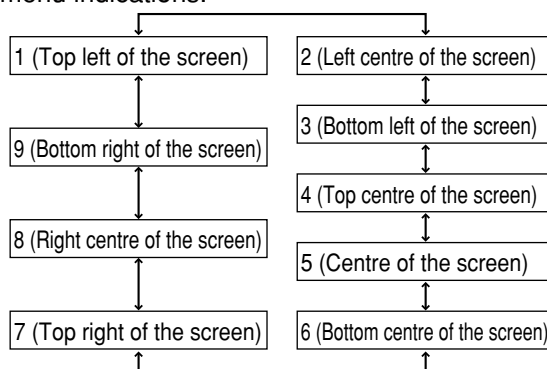 menu indications.
1 (Top left of the screen)
2 (Left centre of the screen)
3 (Bottom left of the screen)
9 (Bottom right of the screen)
4 (Top centre of the screen)
8 (Right centre of the screen)
5 (Centre of the screen)
7 (Top right of the screen)
6 (Bottom centre of the screen)